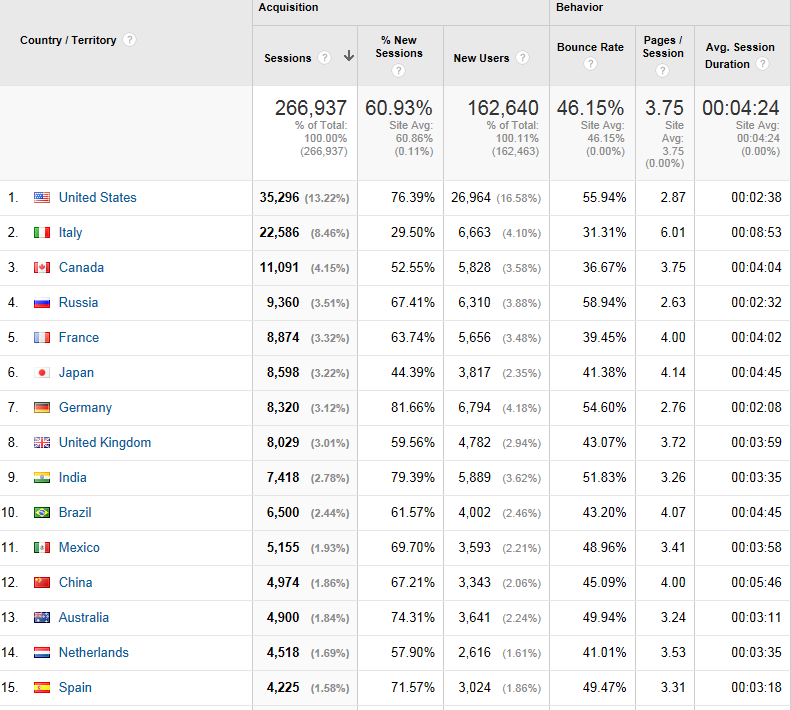 Acquisition Behavior
Country / Territory ? Sessions ? % New Sessions ? New Users ? Bounce Rate ? Pages / Session ? Avg. Session Duration ?
266,937 60.93% 162,640 46.15% 3.75 00:04:24
% of Total: 100.00% (266,937) Site Avg: 60.86% (0.11%) % of Total: 100.11% (162,463) Site Avg: 46.15% (0.00%) Site Avg: 3.75 (0.00%) Site Avg: 00:04:24 (0.00%)
1. United States 35,296 (13.22%) 76.39% 26,964 (16.58%) 55.94% 2.87 00:02:38
2. Italy 22,586 (8.46%) 29.50% 6,663 (4.10%) 31.31% 6.01 00:08:53
3. Canada 11,091 (4.15%) 52.55% 5,828 (3.58%) 36.67% 3.75 00:04:04
4. Russia 9,360 (3.51%) 67.41% 6,310 (3.88%) 58.94% 2.63 00:02:32
5. France 8,874 (3.32%) 63.74% 5,656 (3.48%) 39.45% 4.00 00:04:02
6. Japan 8,598 (3.22%) 44.39% 3,817 (2.35%) 41.38% 4.14 00:04:45
7. Germany 8,320 (3.12%) 81.66% 6,794 (4.18%) 54.60% 2.76 00:02:08
8. United Kingdom 8,029 (3.01%) 59.56% 4,782 (2.94%) 43.07% 3.72 00:03:59
9. India 7,418 (2.78%) 79.39% 5,889 (3.62%) 51.83% 3.26 00:03:35
10. Brazil 6,500 (2.44%) 61.57% 4,002 (2.46%) 43.20% 4.07 00:04:45
11. Mexico 5,155 (1.93%) 69.70% 3,593 (2.21%) 48.96% 3.41 00:03:58
12. China 4,974 (1.86%) 67.21% 3,343 (2.06%) 45.09% 4.00 00:05:46
13. Australia 4,900 (1.84%) 74.31% 3,641 (2.24%) 49.94% 3.24 00:03:11
14. Netherlands 4,518 (1.69%) 57.90% 2,616 (1.61%) 41.01% 3.53 00:03:35
15. Spain 4,225 (1.58%) 71.57% 3,024 (1.86%) 49.47% 3.31 00:03:18